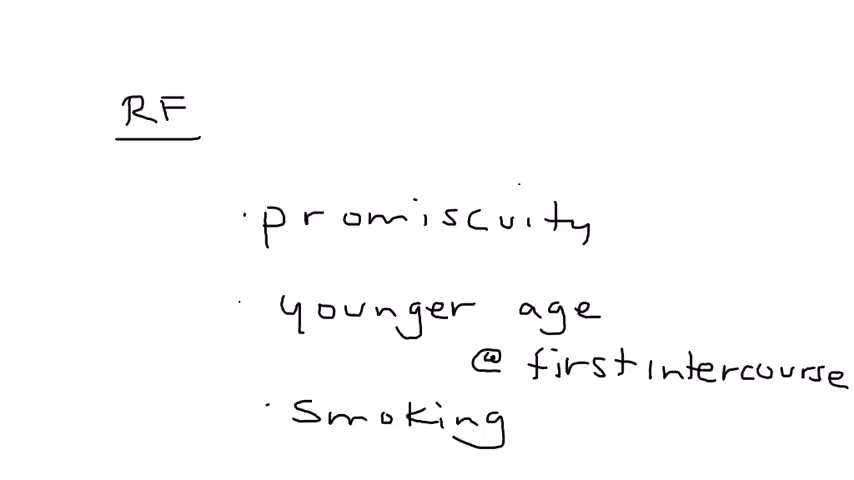 RF
· promiscuity
· younger age
@ first intercourse
· smoking